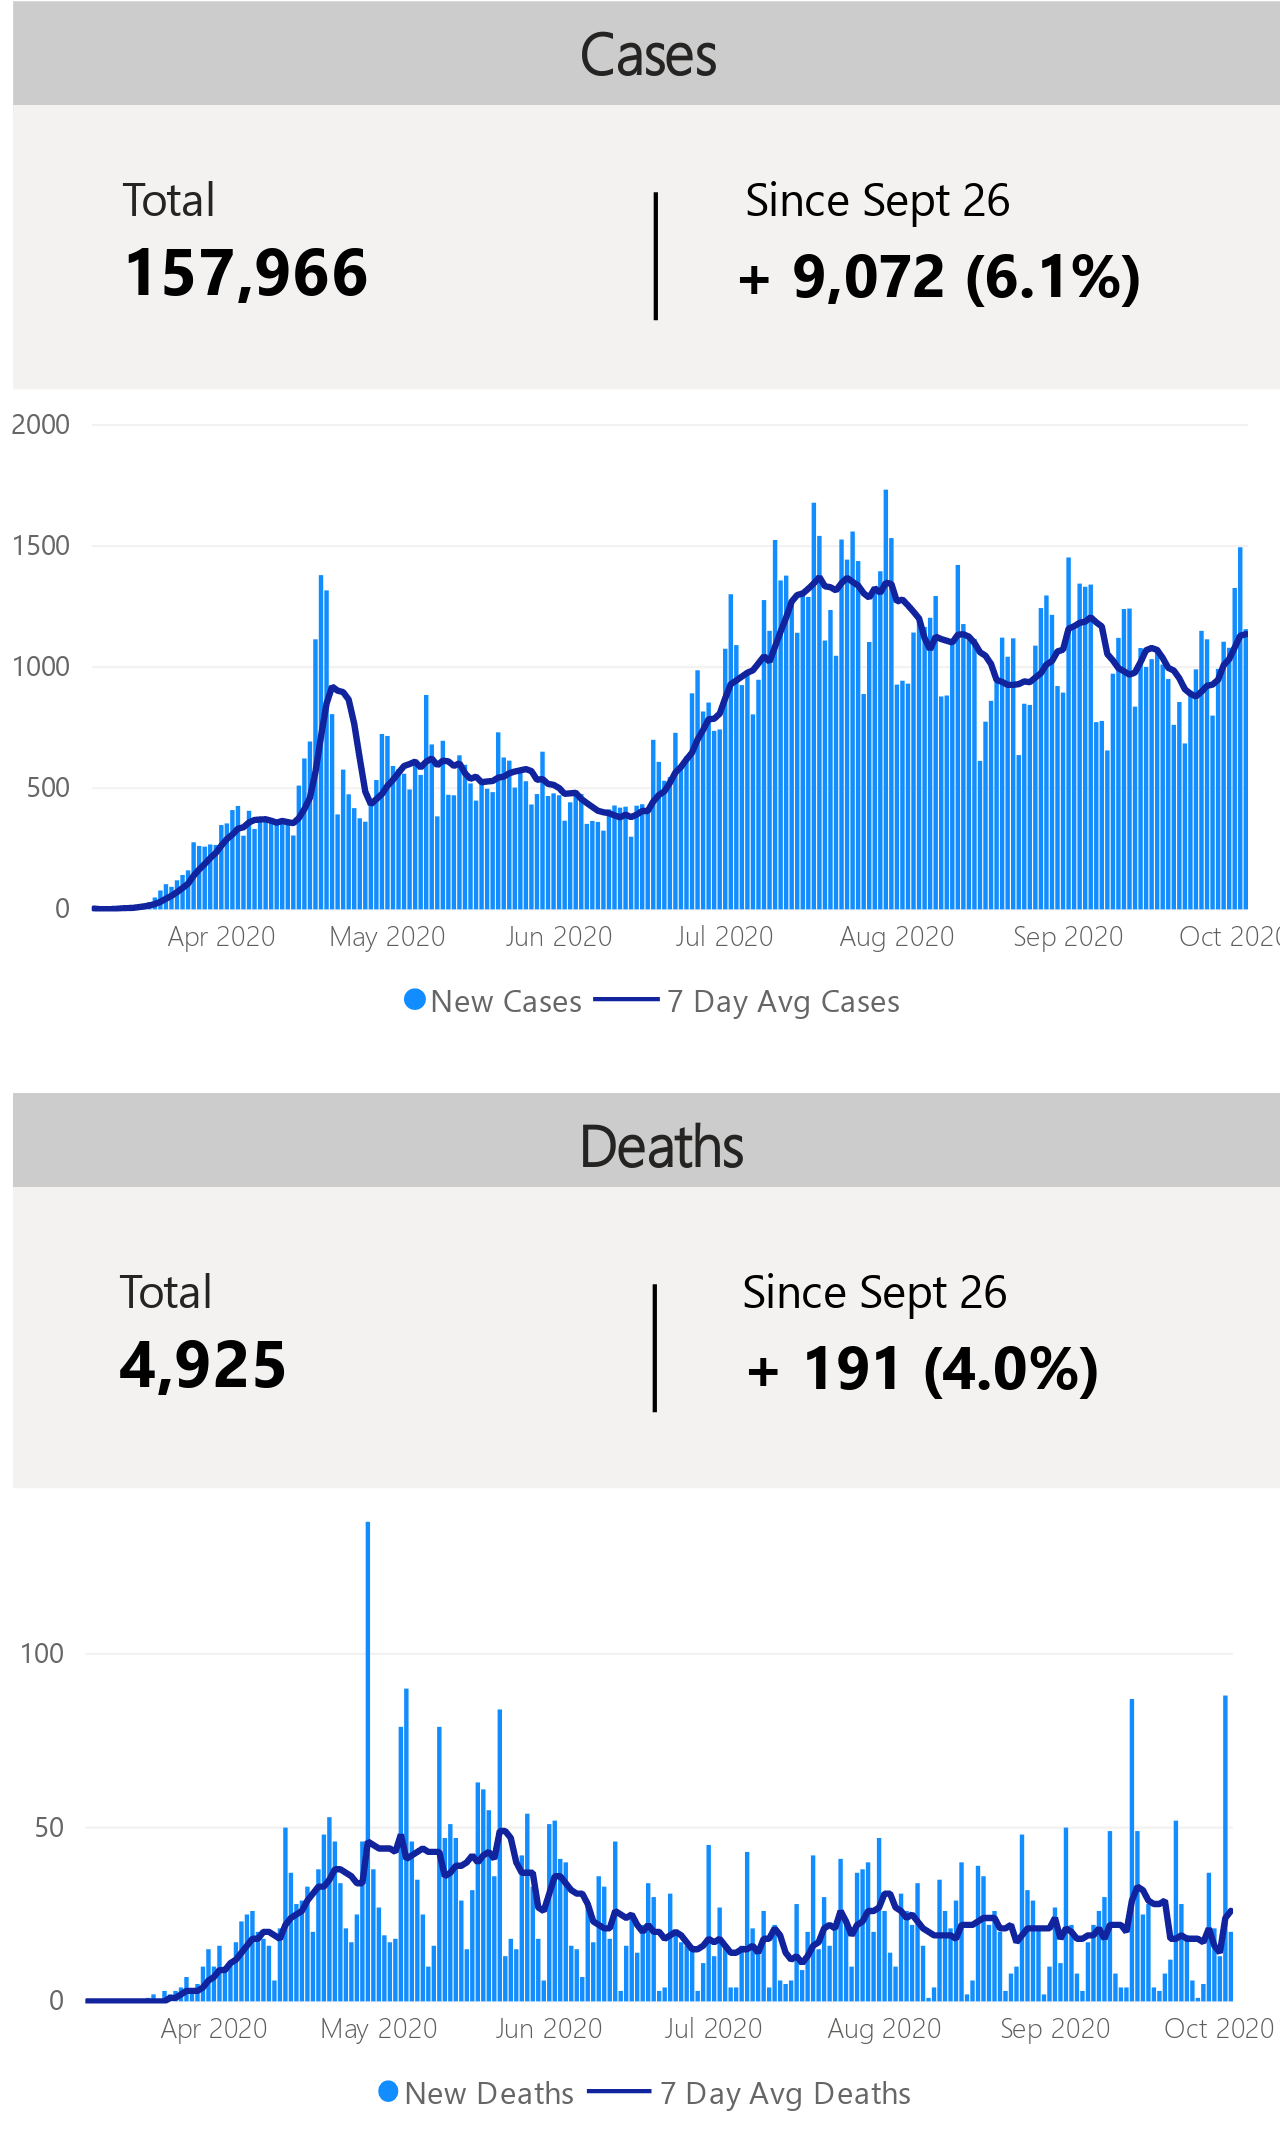 Cases
Total
Since Sept 26
157,966
+ 9,072 (6.1%)
2000
1500
1000
500
0
Apr 2020
May 2020
Jun 2020
Jul 2020
Aug 2020
Sep 2020
Oct 2020
New Cases
7 Day Avg Cases
Deaths
Total
Since Sept 26
4,925
+ 191 (4.0%)
100
50
0
Apr 2020
May 2020
Jun 2020
Jul 2020
Aug 2020
Sep 2020
Oct 2020
New Deaths
7 Day Avg Deaths